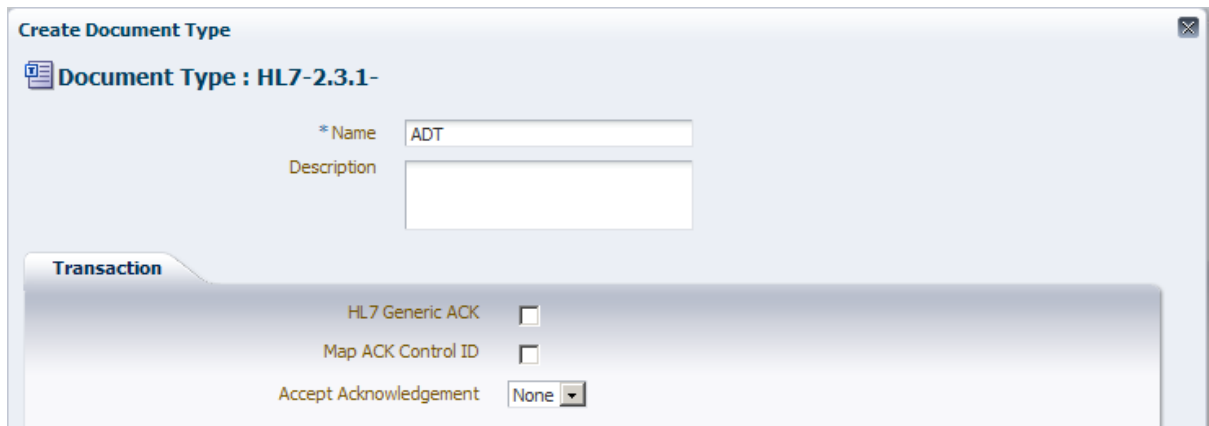 Create Document Type
Document Type : HL7-2.3.1-
* Name ADT
Description
Transaction
HL7 Generic ACK
Map ACK Control ID
Accept Acknowledgement None